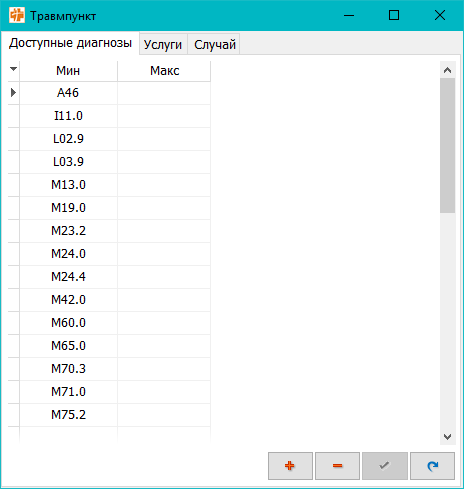 Травмпункт
Доступные диагнозы Услуги Случай
Мин Макс
A46
I11.0
L02.9
L03.9
M13.0
M19.0
M23.2
M24.0
M24.4
M42.0
M60.0
M65.0
M70.3
M71.0
M75.2